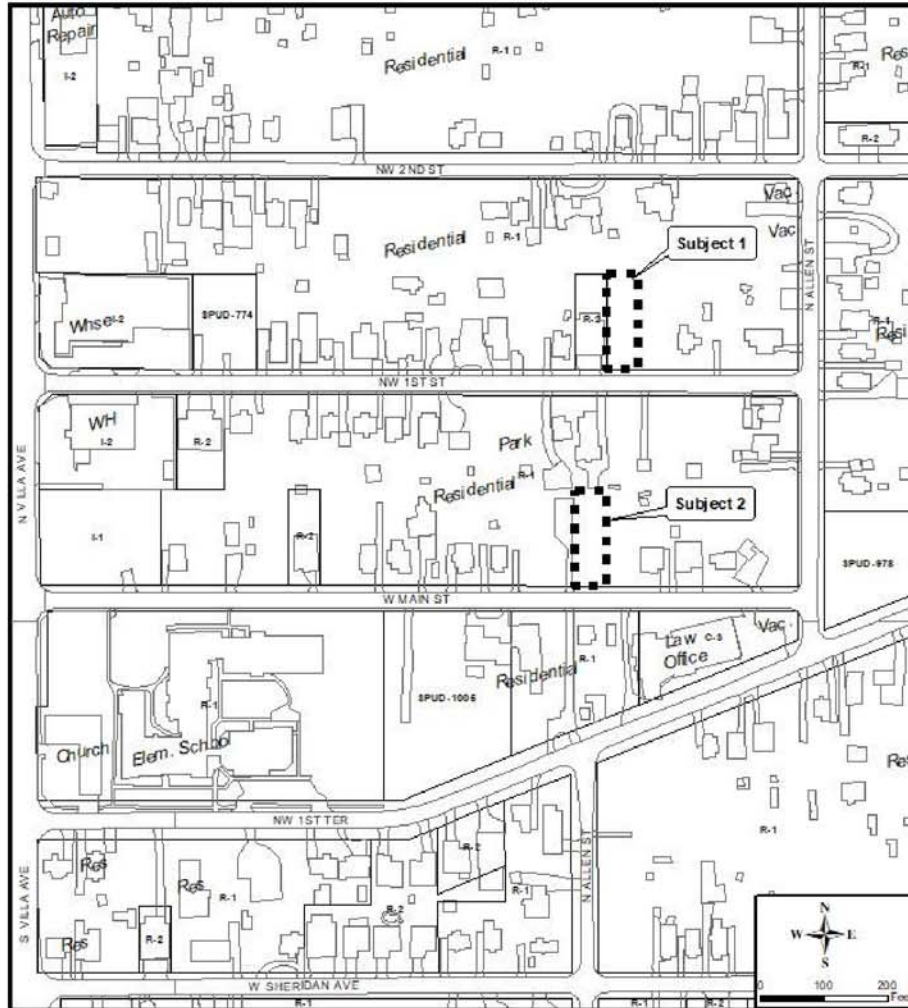 Auto
Repair
I-2
Residential
R-1
Res
R-1
R-2
NW 2ND ST
Vac
Vac
Residential
R-1
Subject 1
N ALLEN ST
Whse
I-2
SPUD-774
R-1
Resi
NW 1ST ST
WH
I-2
R-2
Park
Residential
R-1
N VILLA AVE
Subject 2
I-1
R-2
SPUD-978
W MAIN ST
R-1
Law
Office
C-3
Vac
Residential
SPUD-1006
R-1
Church
Elem. School
Res
NW 1ST TER
R-1
R-2
N ALLEN ST
S VILLA AVE
Res
Res
R-1
R-1
R-2
R-2
Res
N
W E
S
W SHERIDAN AVE
0 100 200
R-1
R-1
R-2